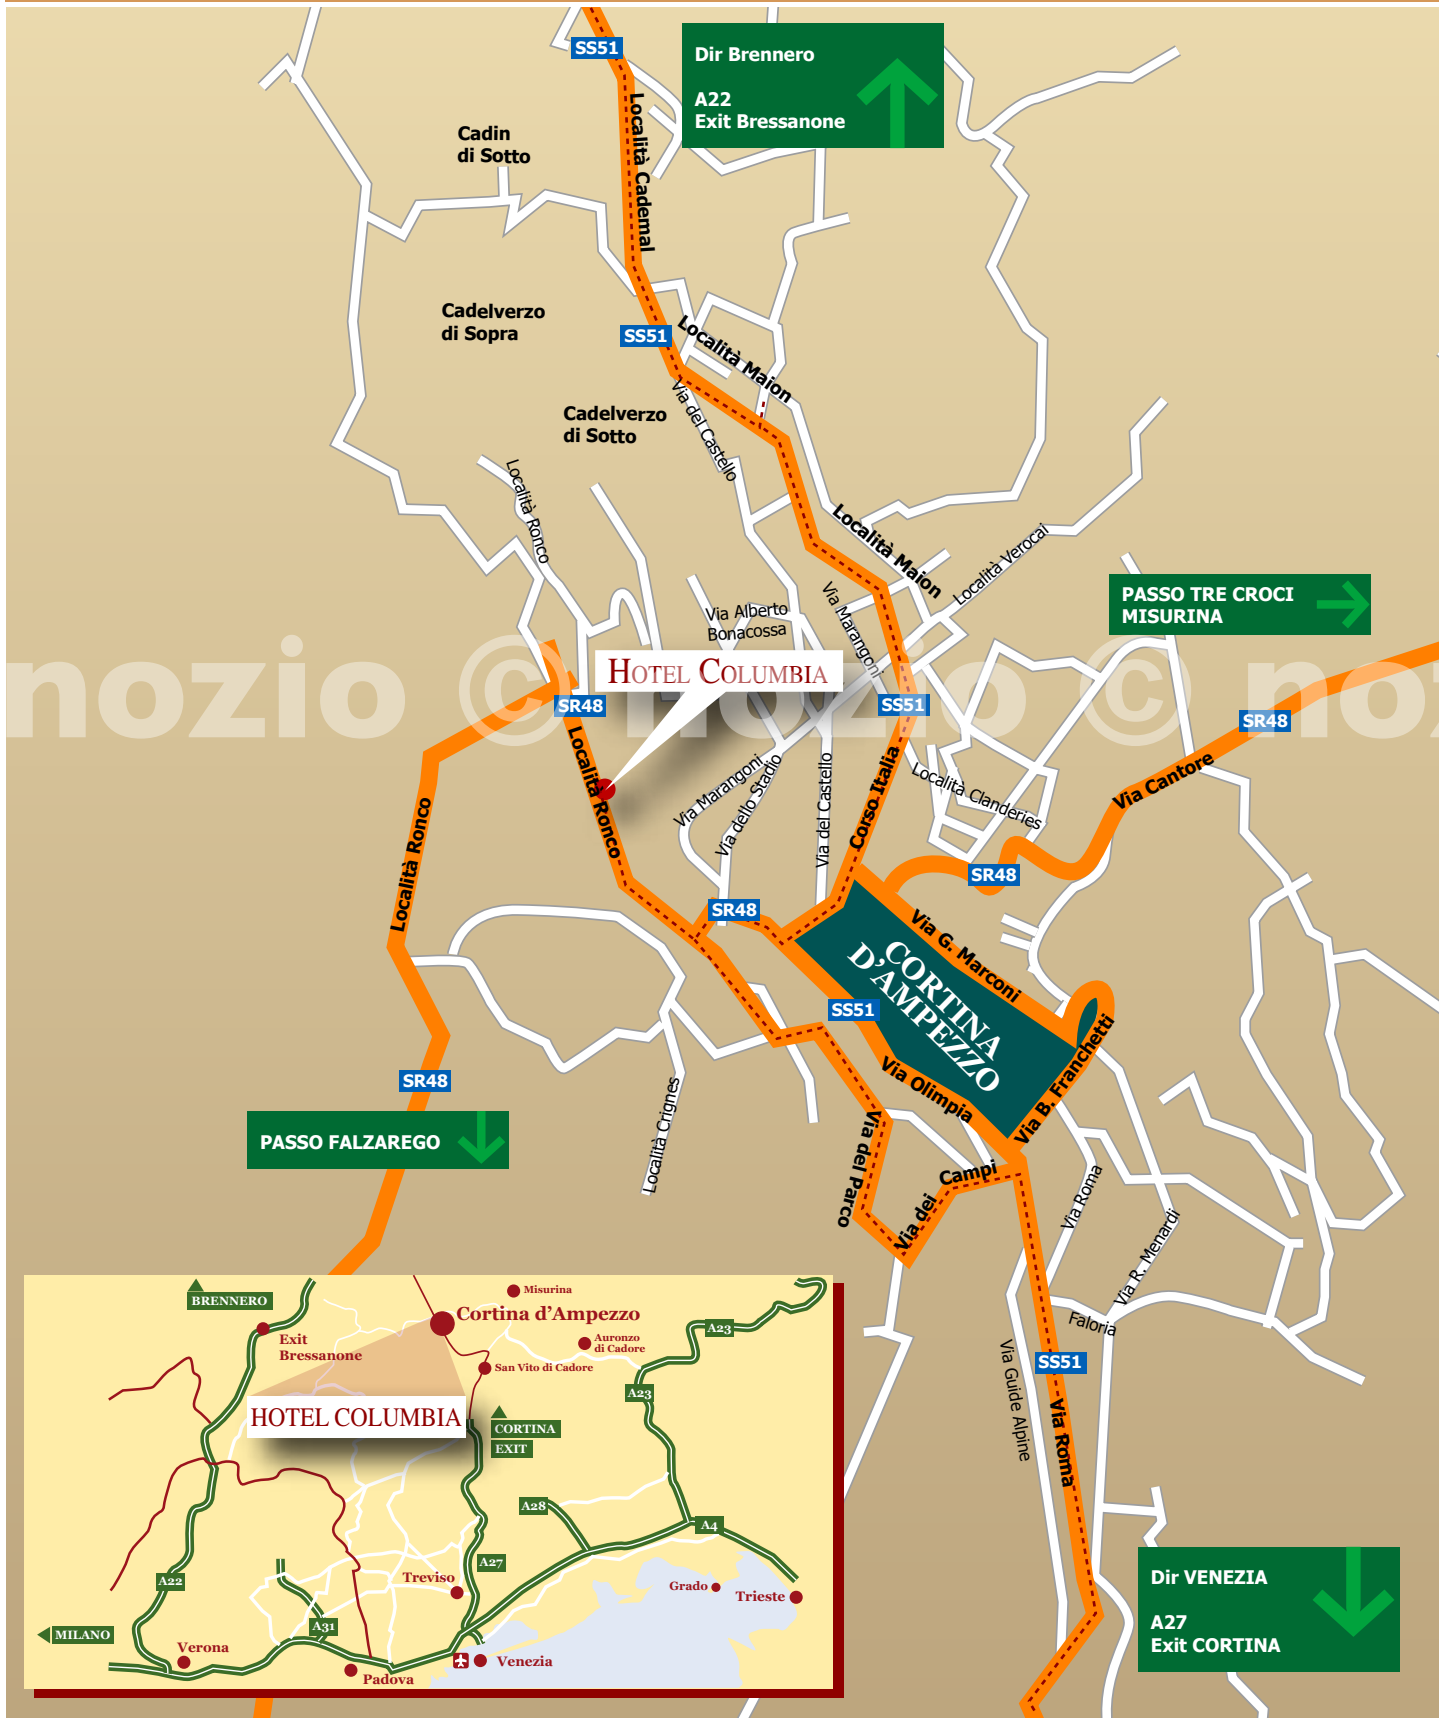 SS51
Dir Brennero
A22
Exit Bressanone
Località Cademal
Cadin
di Sotto
Cadelverzo
di Sopra
SS51
Località Maion
Cadelverzo
di Sotto
Via del Castello
Località Ronco
Località Maion
Località Verocai
Via Marangoni
Via Alberto
Bonacossa
PASSO TRE CROCI
MISURINA
nozio © nozio © noz
HOTEL COLUMBIA
SR48
SS51
SR48
Località Ronco
Via Marangoni
Via dello Stadio
Via del Castello
Corso Italia
Località Clanderies
Via Cantore
Località Ronco
SR48
SR48
Via G. Marconi
CORTINA
D'AMPEZZO
SS51
Via Olimpia
Via B. Franchetti
SR48
PASSO FALZAREGO
Località Crignes
Via del Parco
Via dei
Campi
Via Roma
Via R. Menardi
Faloria
Via Guide Alpine
SS51
Via Roma
Dir VENEZIA
A27
Exit CORTINA
BRENNERO
Misurina
Cortina d'Ampezzo
Exit
Bressanone
Auronzo
di Cadore
A23
San Vito di Cadore
A23
HOTEL COLUMBIA
CORTINA
EXIT
A28
A4
A22
A27
Treviso
Grado
Trieste
MILANO
A31
Verona
Padova
Venezia